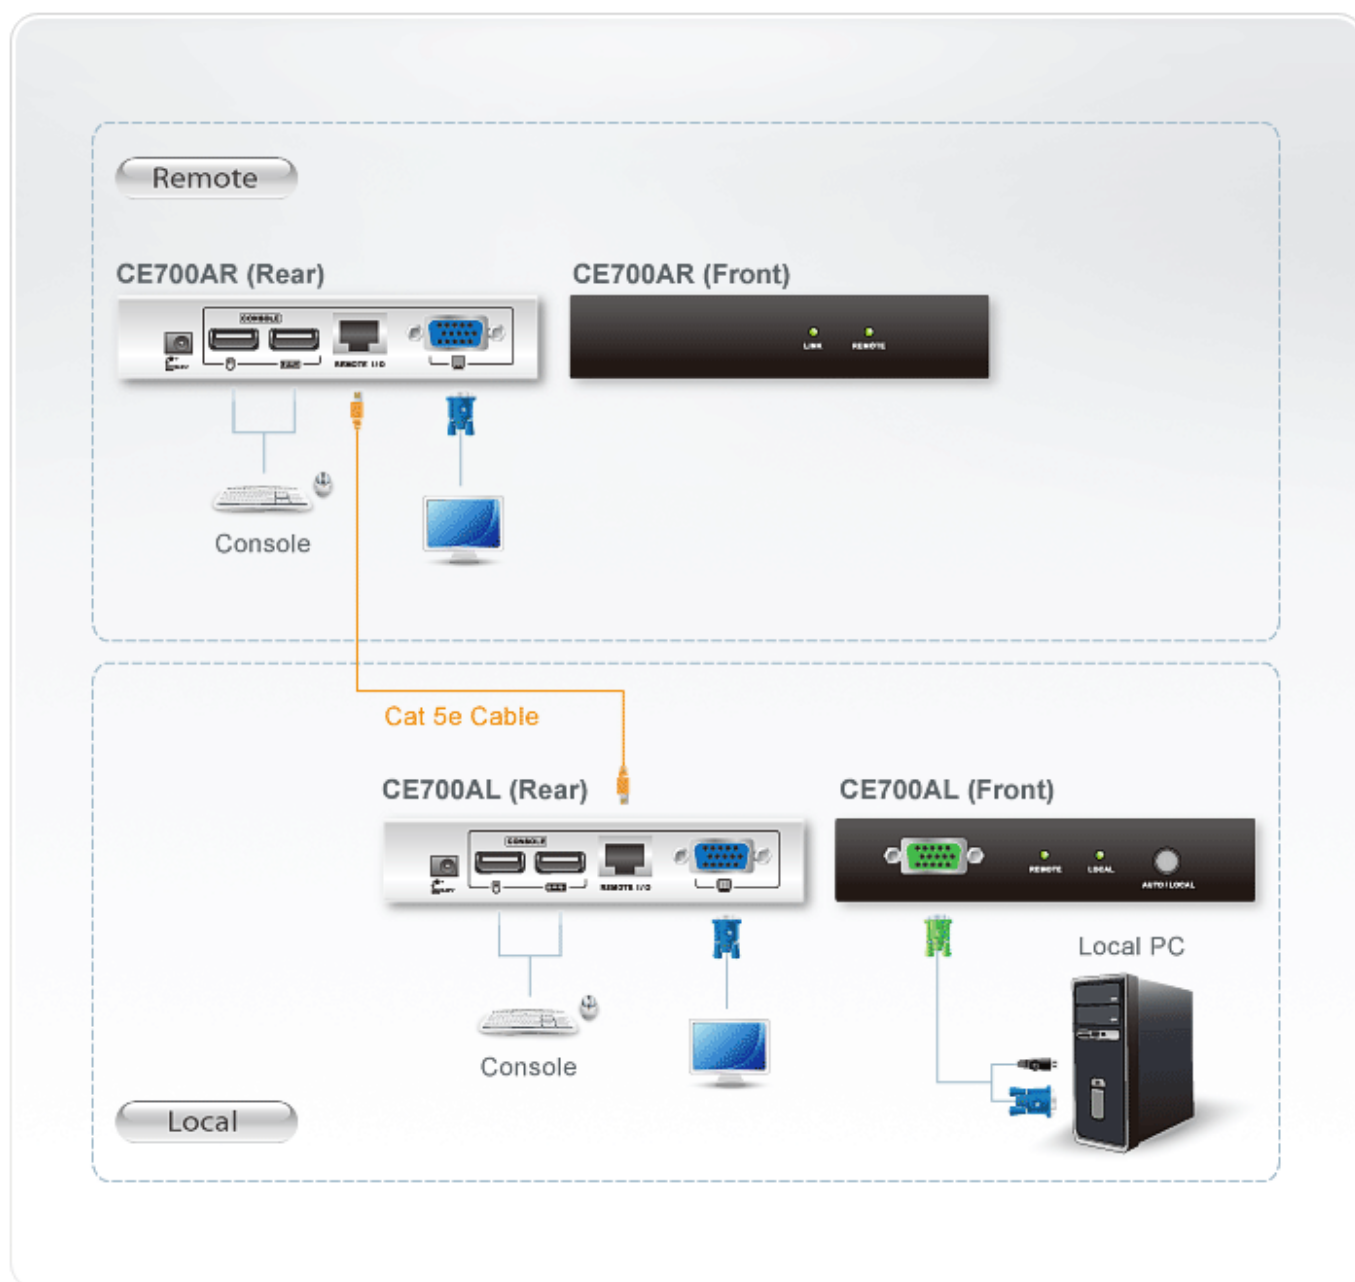 Remote
CE700AR (Rear)
CE700AR (Front)
CONSOLE
REMOTE I/O
LINK
REMOTE
Console
Cat 5e Cable
CE700AL (Rear)
CE700AL (Front)
CONSOLE
REMOTE I/O
REMOTE
LOCAL
AUTO / LOCAL
Local PC
Console
Local